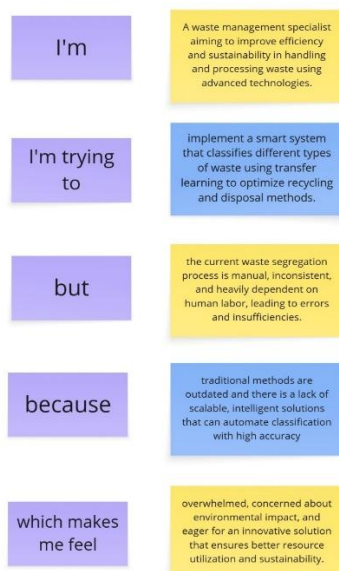 I'm
A waste management specialist
aiming to improve efficiency
and sustainability in handling
and processing waste using
advanced technologies.
I'm trying
to
implement a smart system
that classifies different types
of waste using transfer
learning to optimize recycling
and disposal methods.
but
the current waste segregation
process is manual, inconsistent,
and heavily dependent on
human labor, leading to errors
and insufficiencies.
because
traditional methods are
outdated and there is a lack of
scalable, intelligent solutions
that can automate classification
with high accuracy
which makes
me feel
overwhelmed, concerned about
environmental impact, and
eager for an innovative solution
that ensures better resource
utilization and sustainability.